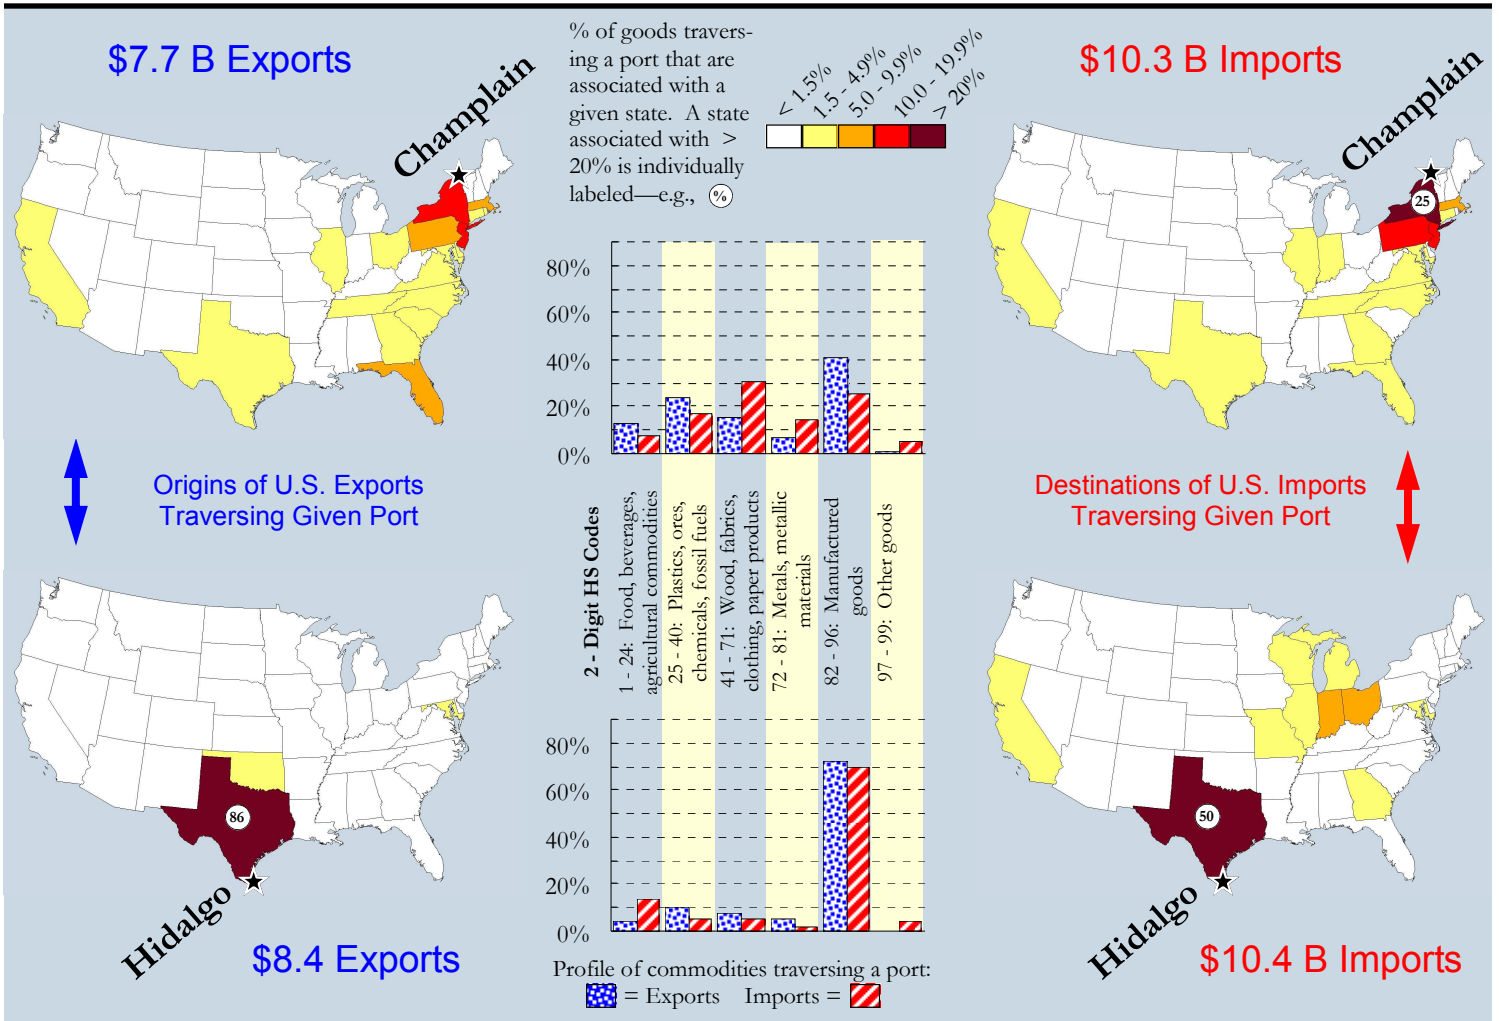 $7.7 B Exports
Champlain
% of goods travers-
ing a port that are
associated with a
given state. A state
associated with >
20% is individually
labeled—e.g., %
< 1.5%
1.5 - 4.9%
5.0 - 9.9%
10.0 - 19.9%
> 20%
$10.3 B Imports
Champlain
25
80%
60%
40%
20%
0%
Origins of U.S. Exports
Traversing Given Port
2 - Digit HS Codes
1 - 24: Food, beverages,
agricultural commodities
25 - 40: Plastics, ores,
chemicals, fossil fuels
41 - 71: Wood, fabrics,
clothing, paper products
72 - 81: Metals, metallic
materials
82 - 96: Manufactured
goods
97 - 99: Other goods
Destinations of U.S. Imports
Traversing Given Port
86
Hidalgo
$8.4 Exports
80%
60%
40%
20%
0%
Profile of commodities traversing a port:
= Exports Imports =
50
Hidalgo
$10.4 B Imports